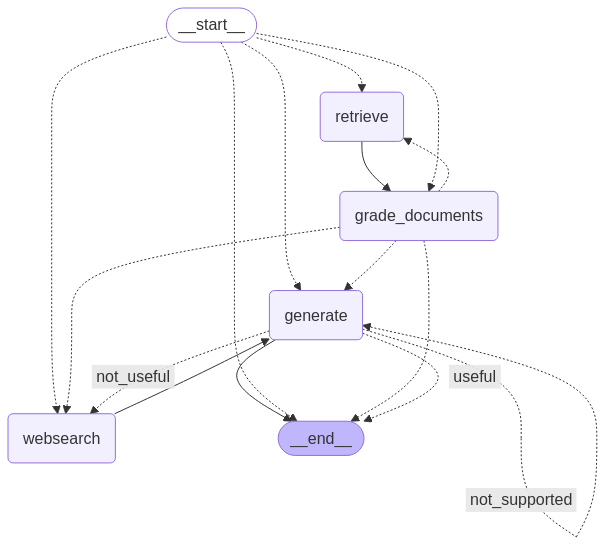 __start__
retrieve
grade_documents
generate
not_useful
useful
websearch
__end__
not_supported